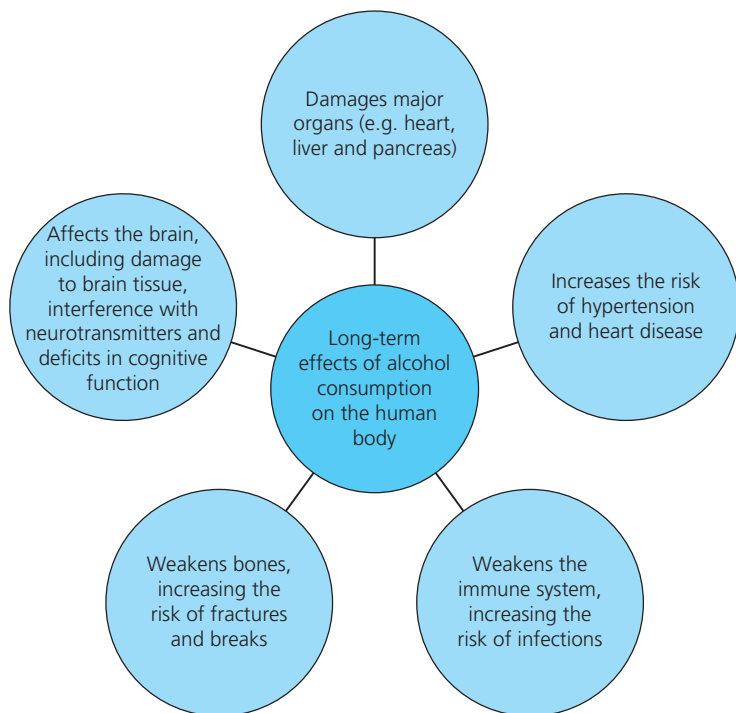 Damages major
organs (e.g. heart,
liver and pancreas)
Affects the brain,
including damage
to brain tissue,
interference with
neurotransmitters and
deficits in cognitive
function
Increases the risk
of hypertension
and heart disease
Long-term
effects of alcohol
consumption
on the human
body
Weakens bones,
increasing the
risk of fractures
and breaks
Weakens the
immune system,
increasing the
risk of infections